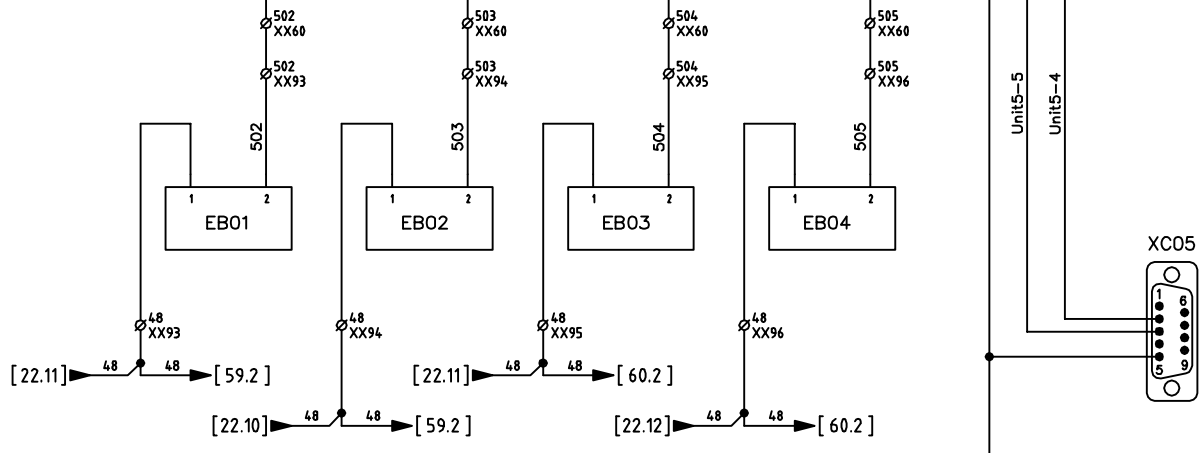 502
XX60
503
XX60
504
XX60
505
XX60
502
XX93
503
XX94
504
XX95
505
XX96
502
503
504
505
Unit5-5
Unit5-4
1 2
EB01
1 2
EB02
1 2
EB03
1 2
EB04
XC05
1 6
5 9
48
XX93
48
XX94
48
XX95
48
XX96
[22.11] 48 48 [59.2]
[22.11] 48 48 [60.2]
[22.10] 48 48 [59.2]
[22.12] 48 48 [60.2]